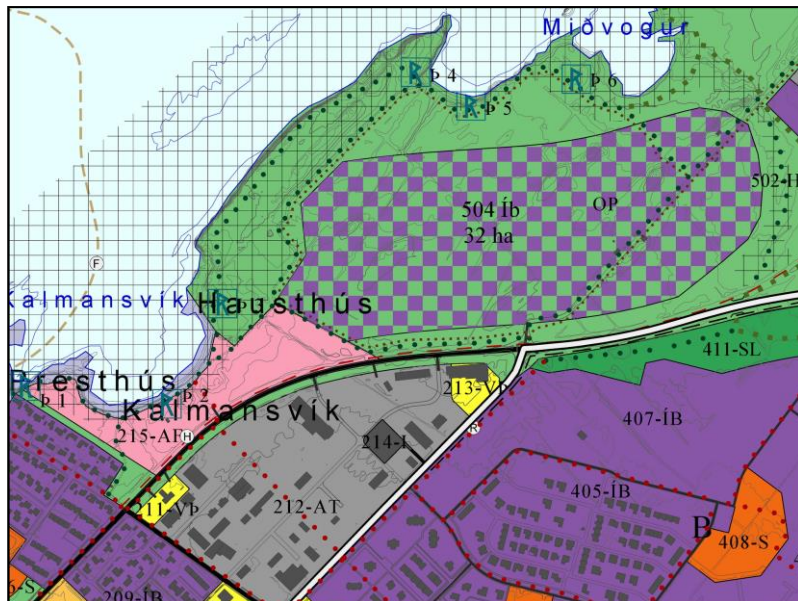 Miðvogur
Þ 4
Þ 5
Þ 6
502-H
504 Íb
32 ha
OP
F
Kalmansvík
Hausthús
Þ
411-SL
Presthús
Þ 1
Þ 2
Kalmansvík
213-VÞ
407-ÍB
215-AF
H
214-I
R
405-ÍB
211-VÞ
212-AT
B
408-S
6-S
209-ÍB